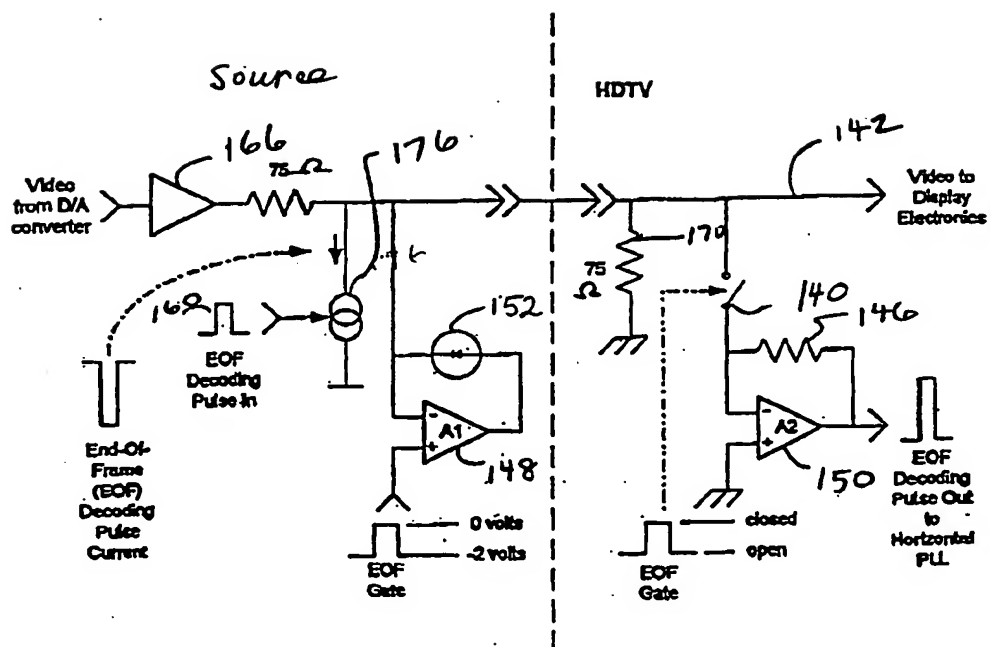 Source
HDTV
166
75 Ω
176
142
Video
from D/A
converter
Video to
Display
Electronics
170
75
Ω
160
152
140
146
EOF
Decoding
Pulse In
A1
148
A2
150
End-Of-
Frame
(EOF)
Decoding
Pulse
Current
0 volts
-2 volts
EOF
Gate
closed
open
EOF
Gate
EOF
Decoding
Pulse Out
to
Horizontal
PLL